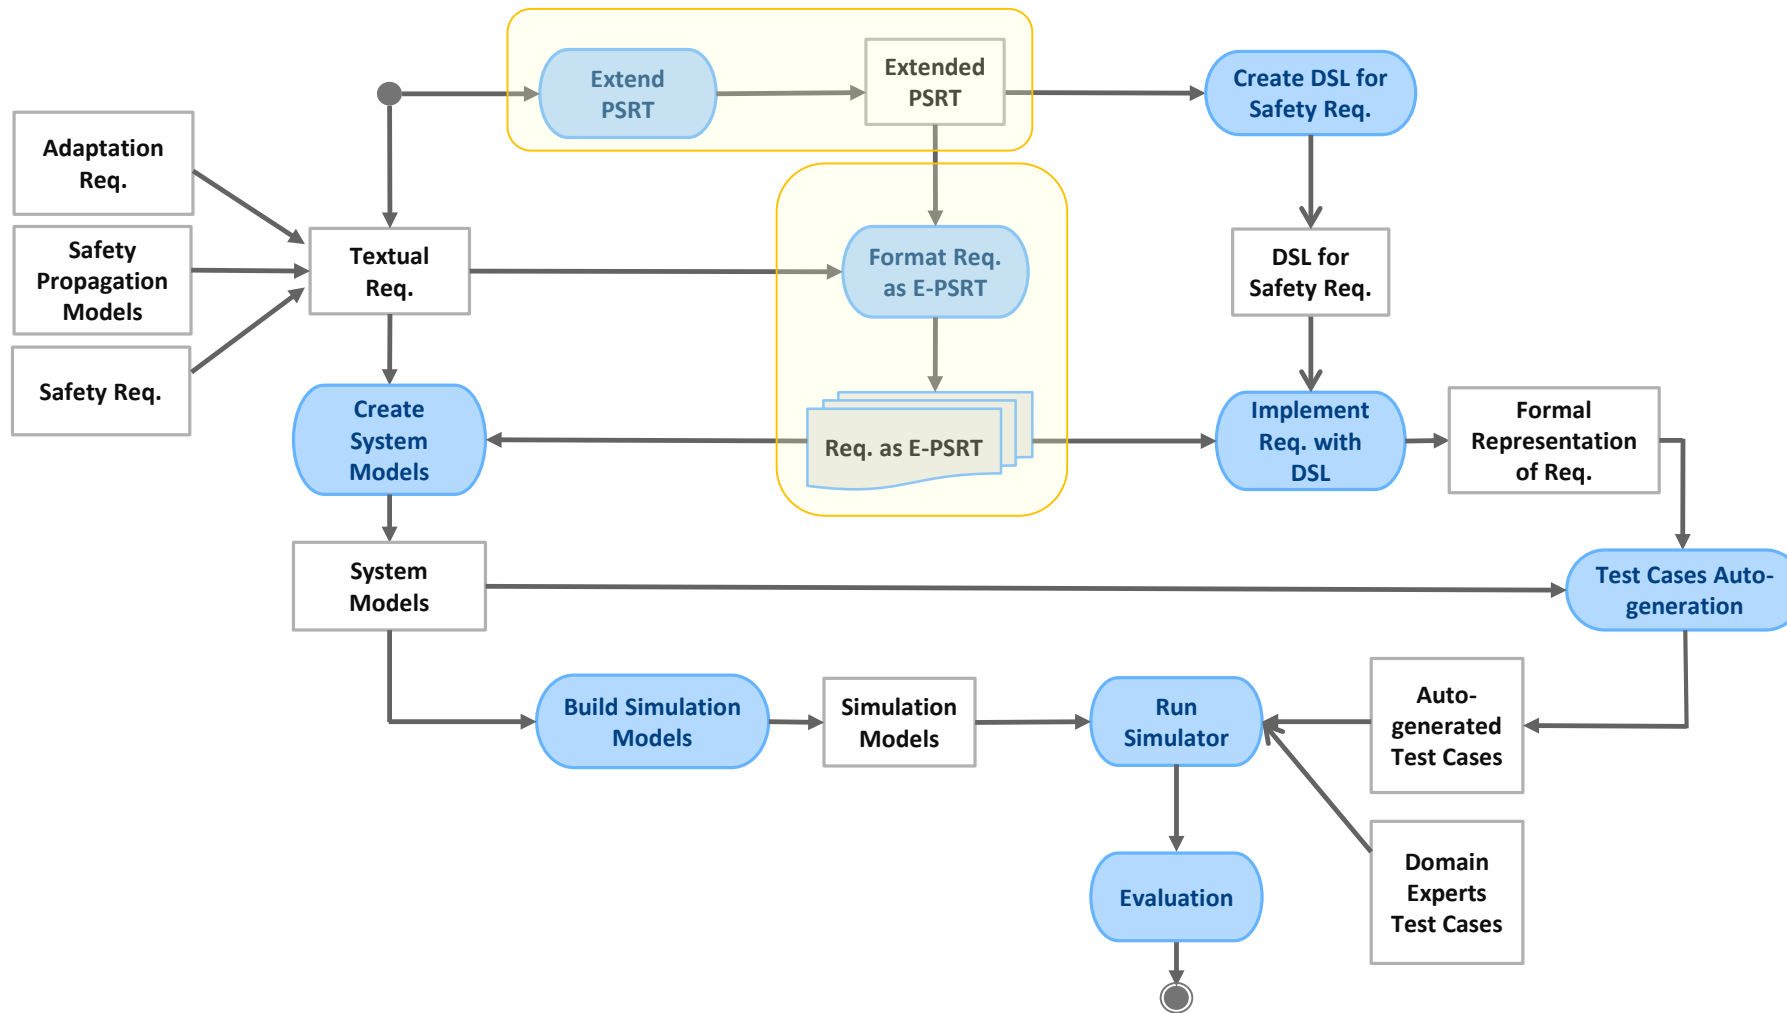 Extend
PSRT
Extended
PSRT
Create DSL for
Safety Req.
Adaptation
Req.
Safety
Propagation
Models
Safety Req.
Textual
Req.
Format Req.
as E-PSRT
DSL for
Safety Req.
Create
System
Models
Req. as E-PSRT
Implement
Req. with
DSL
Formal
Representation
of Req.
System
Models
Test Cases Auto-
generation
Build Simulation
Models
Simulation
Models
Run
Simulator
Auto-
generated
Test Cases
Evaluation
Domain
Experts
Test Cases